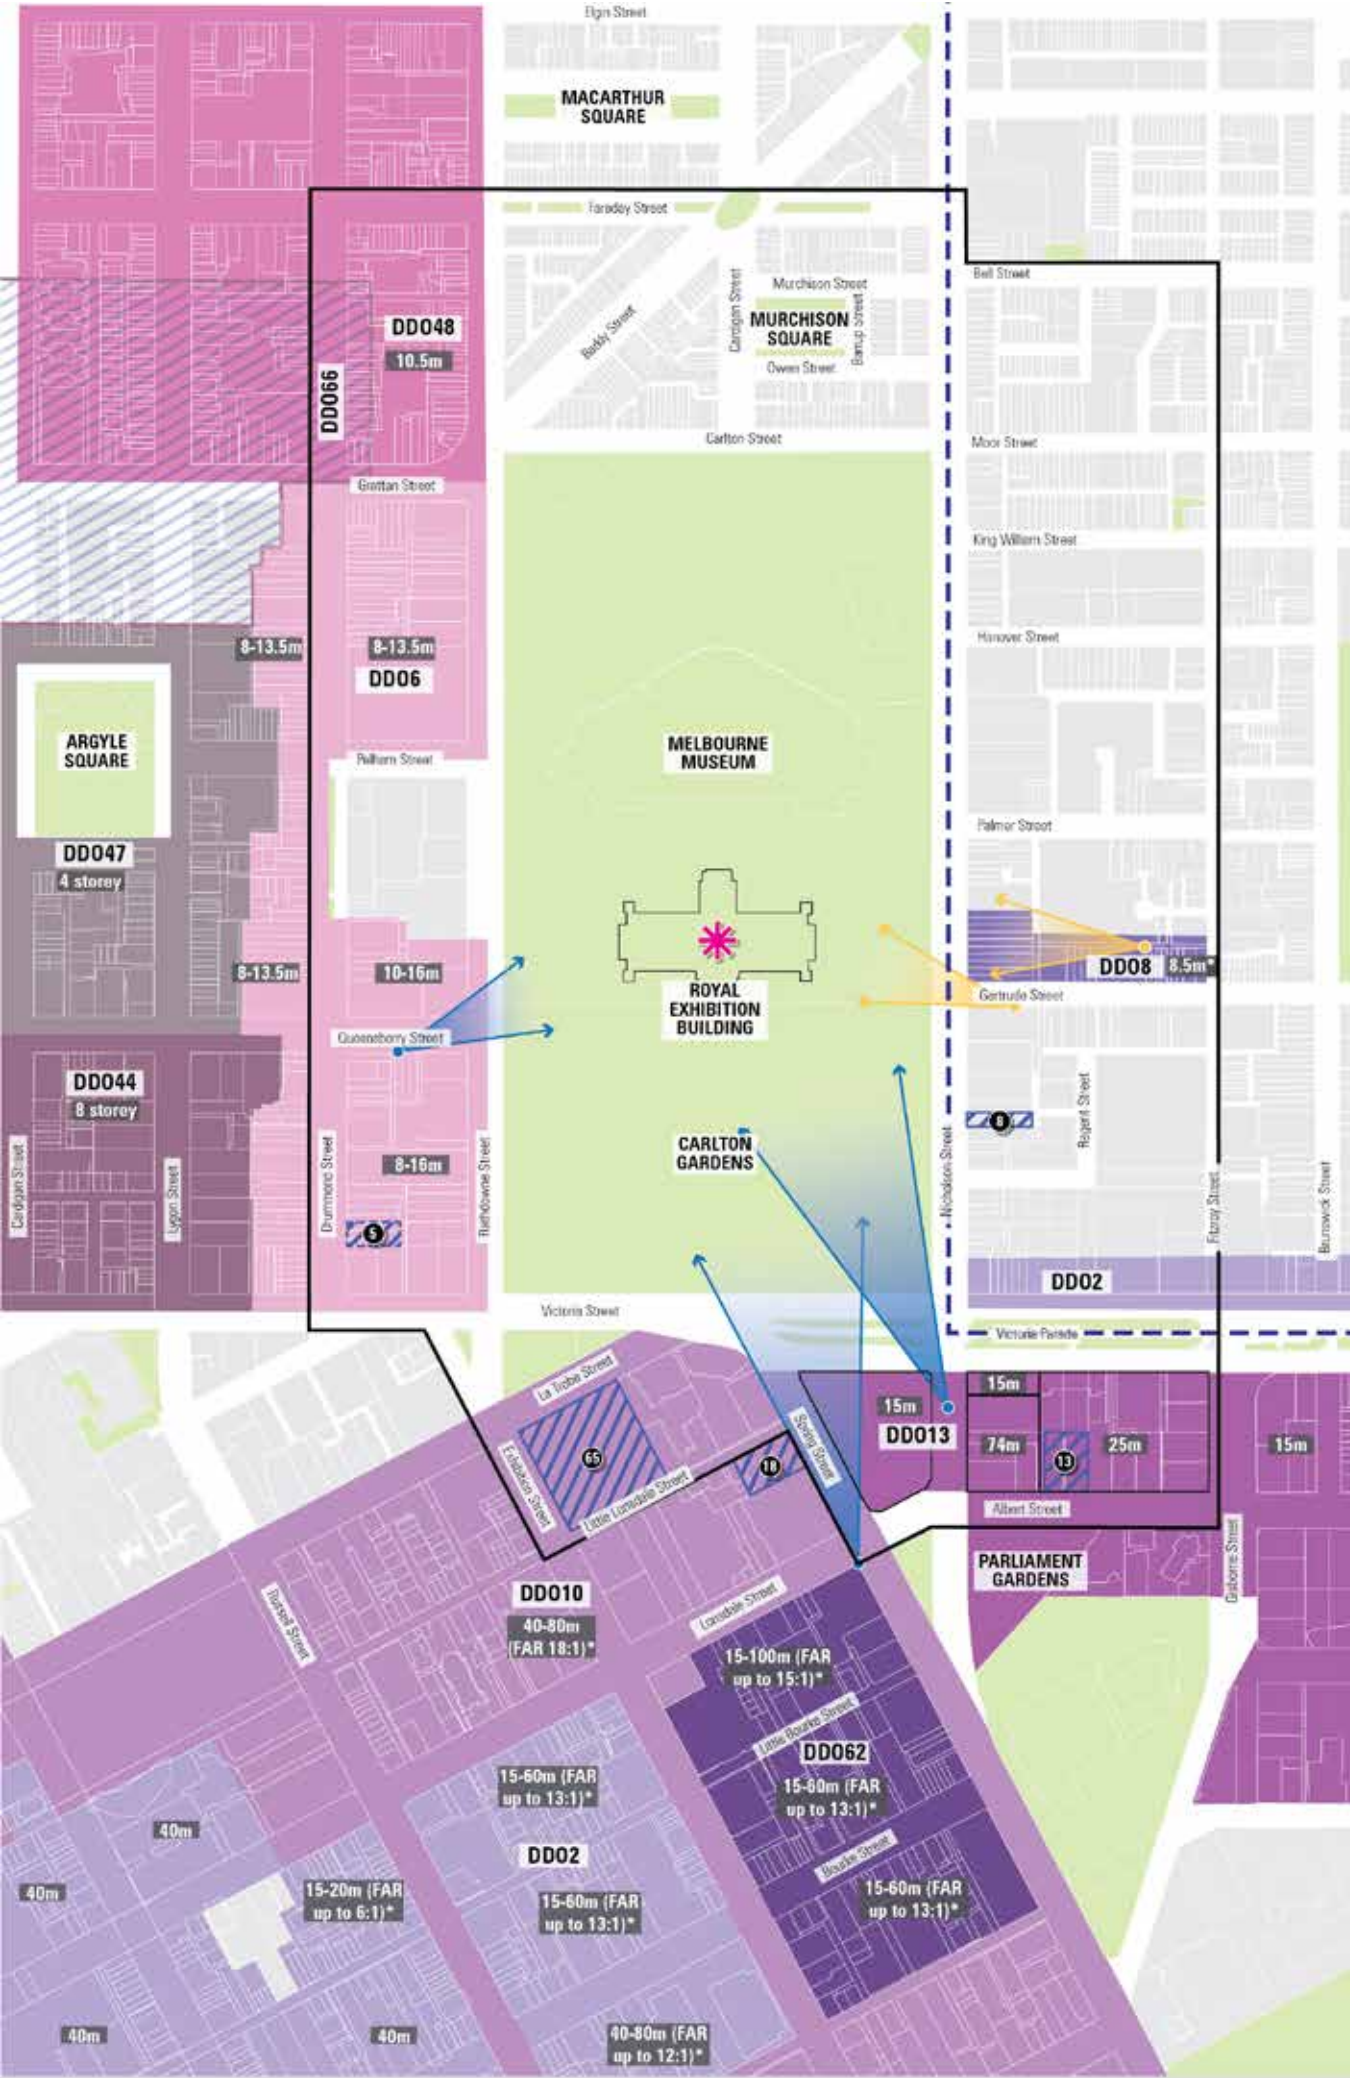 Elgin Street
MACARTHUR
SQUARE
Faraday Street
Bell Street
Cardigan Street
Murchison Street
MURCHISON
SQUARE
Barrup Street
Owen Street
Baddy Street
DDO48
10.5m
DDO66
Carlton Street
Moor Street
Grattan Street
King William Street
Hanover Street
8-13.5m
8-13.5m
DDO6
ARGYLE
SQUARE
MELBOURNE
MUSEUM
Pelham Street
Palmer Street
DDO47
4 storey
8-13.5m
10-16m
DDO8
8.5m*
ROYAL
EXHIBITION
BUILDING
Gertrude Street
Queensberry Street
DDO44
8 storey
Cardigan Street
Lygon Street
Drummond Street
Rathdowne Street
8-16m
5
CARLTON
GARDENS
Nicholson Street
8
Regent Street
Fitzroy Street
Brunswick Street
DDO2
Victoria Street
Victoria Parade
La Trobe Street
15m
DDO13
15m
74m
13
25m
15m
Spring Street
65
18
Exhibition Street
Little Lonsdale Street
Albert Street
Gisborne Street
PARLIAMENT
GARDENS
DDO10
40-80m
(FAR 18:1)*
Russell Street
Lonsdale Street
15-100m (FAR
up to 15:1)*
Little Bourke Street
DDO62
15-60m (FAR
up to 13:1)*
15-60m (FAR
up to 13:1)*
Bourke Street
40m
DDO2
40m
15-20m (FAR
up to 6:1)*
15-60m (FAR
up to 13:1)*
15-60m (FAR
up to 13:1)*
40m
40m
40-80m (FAR
up to 12:1)*